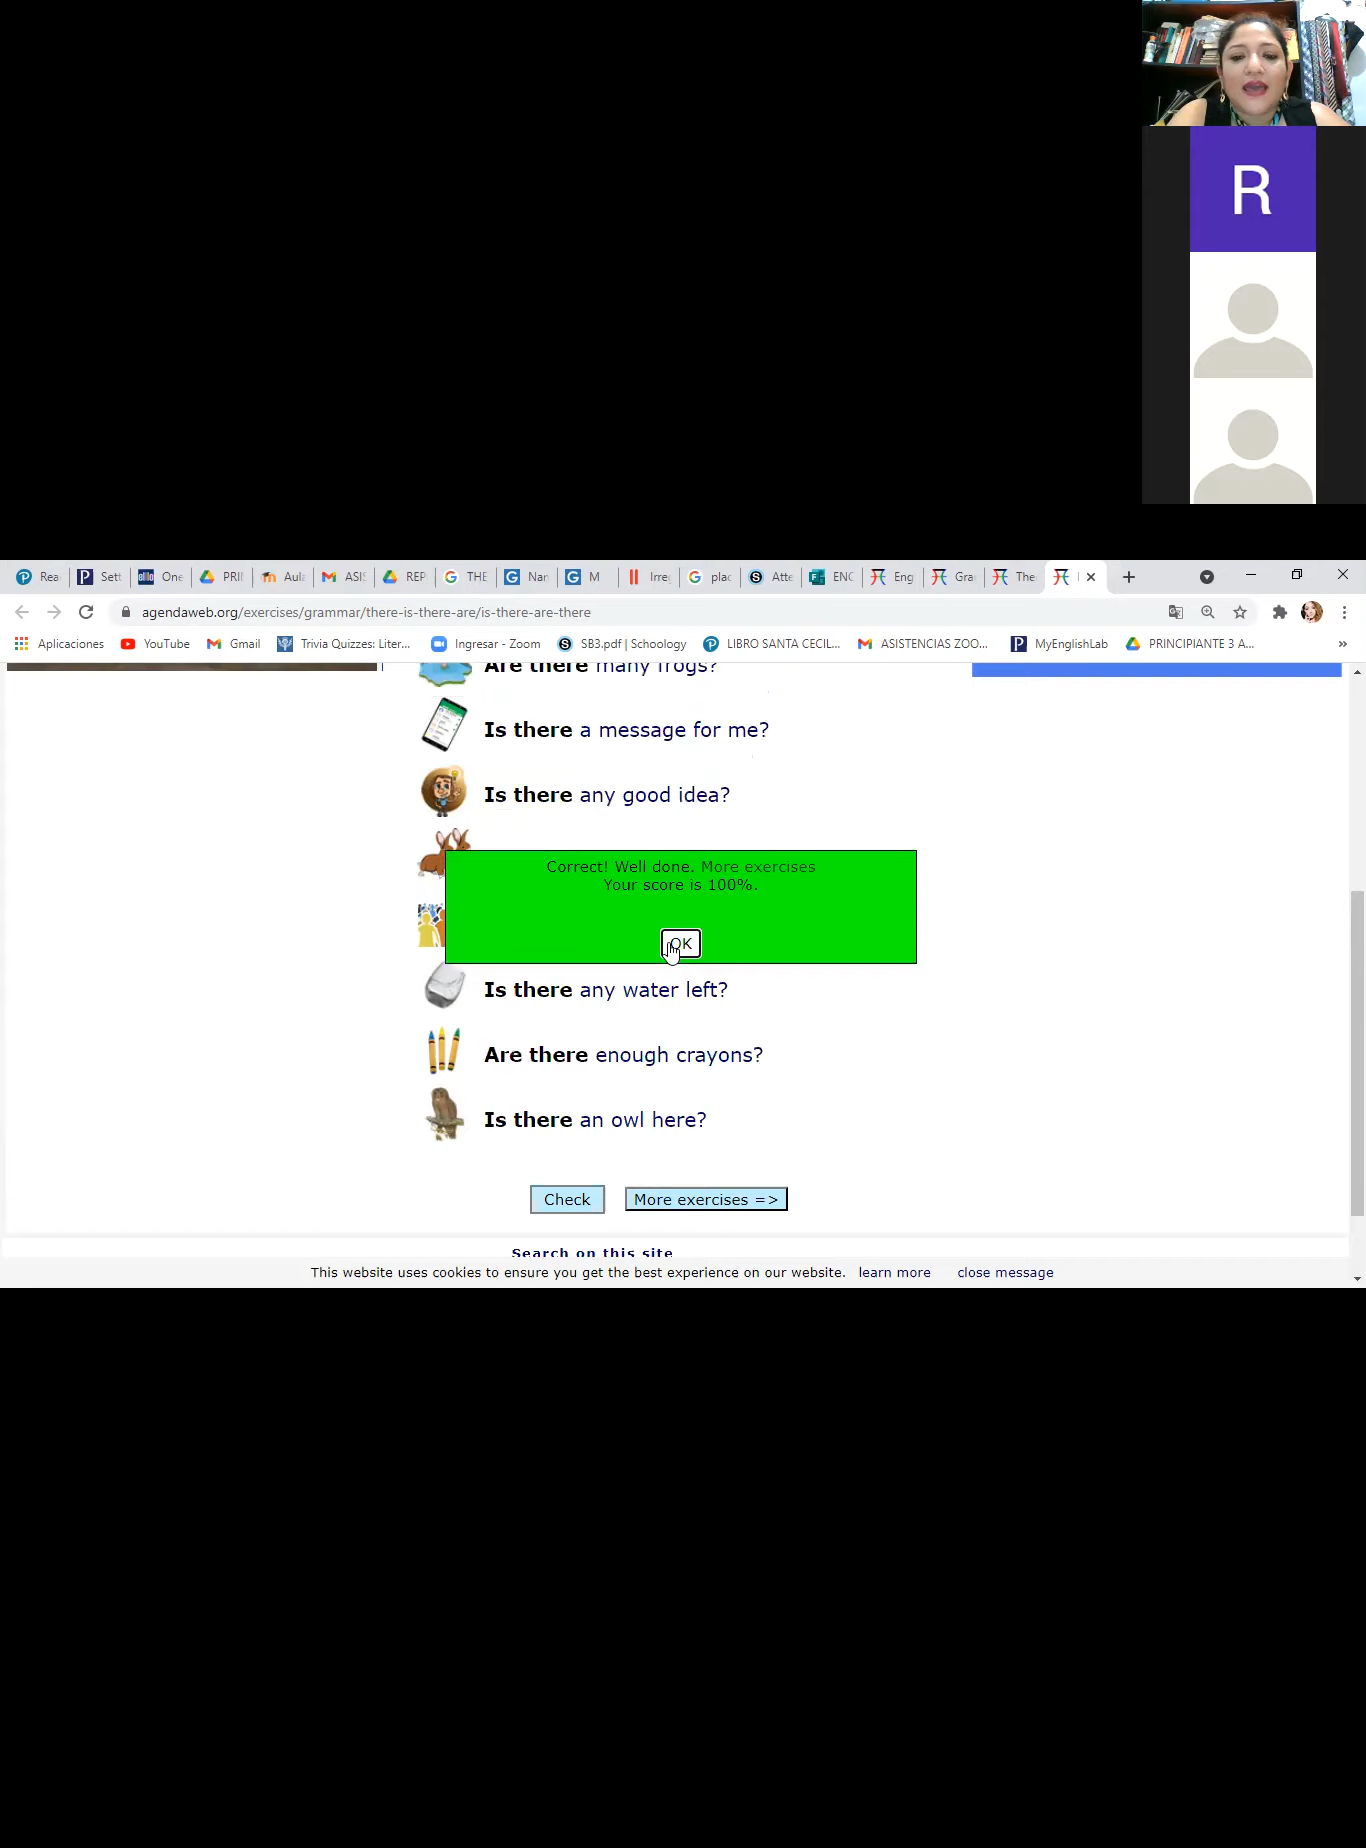 R
Rea
Sett
One
PRI
Aula
ASIS
REP
THE
Nan
M
Irre
plac
Atte
ENG
Eng
Gra
The
agendaweb.org/exercises/grammar/there-is-there-are/is-there-are-there
Aplicaciones YouTube Gmail Trivia Quizzes: Liter... Ingresar - Zoom SB3.pdf | Schoology LIBRO SANTA CECIL... ASISTENCIAS ZOO... MyEnglishLab PRINCIPIANTE 3 A... »
Are there many frogs?
Is there a message for me?
Is there any good idea?
Correct! Well done. More exercises
Your score is 100%.
OK
Is there any water left?
Are there enough crayons?
Is there an owl here?
Check More exercises =>
Search on this site
This website uses cookies to ensure you get the best experience on our website. learn more close message